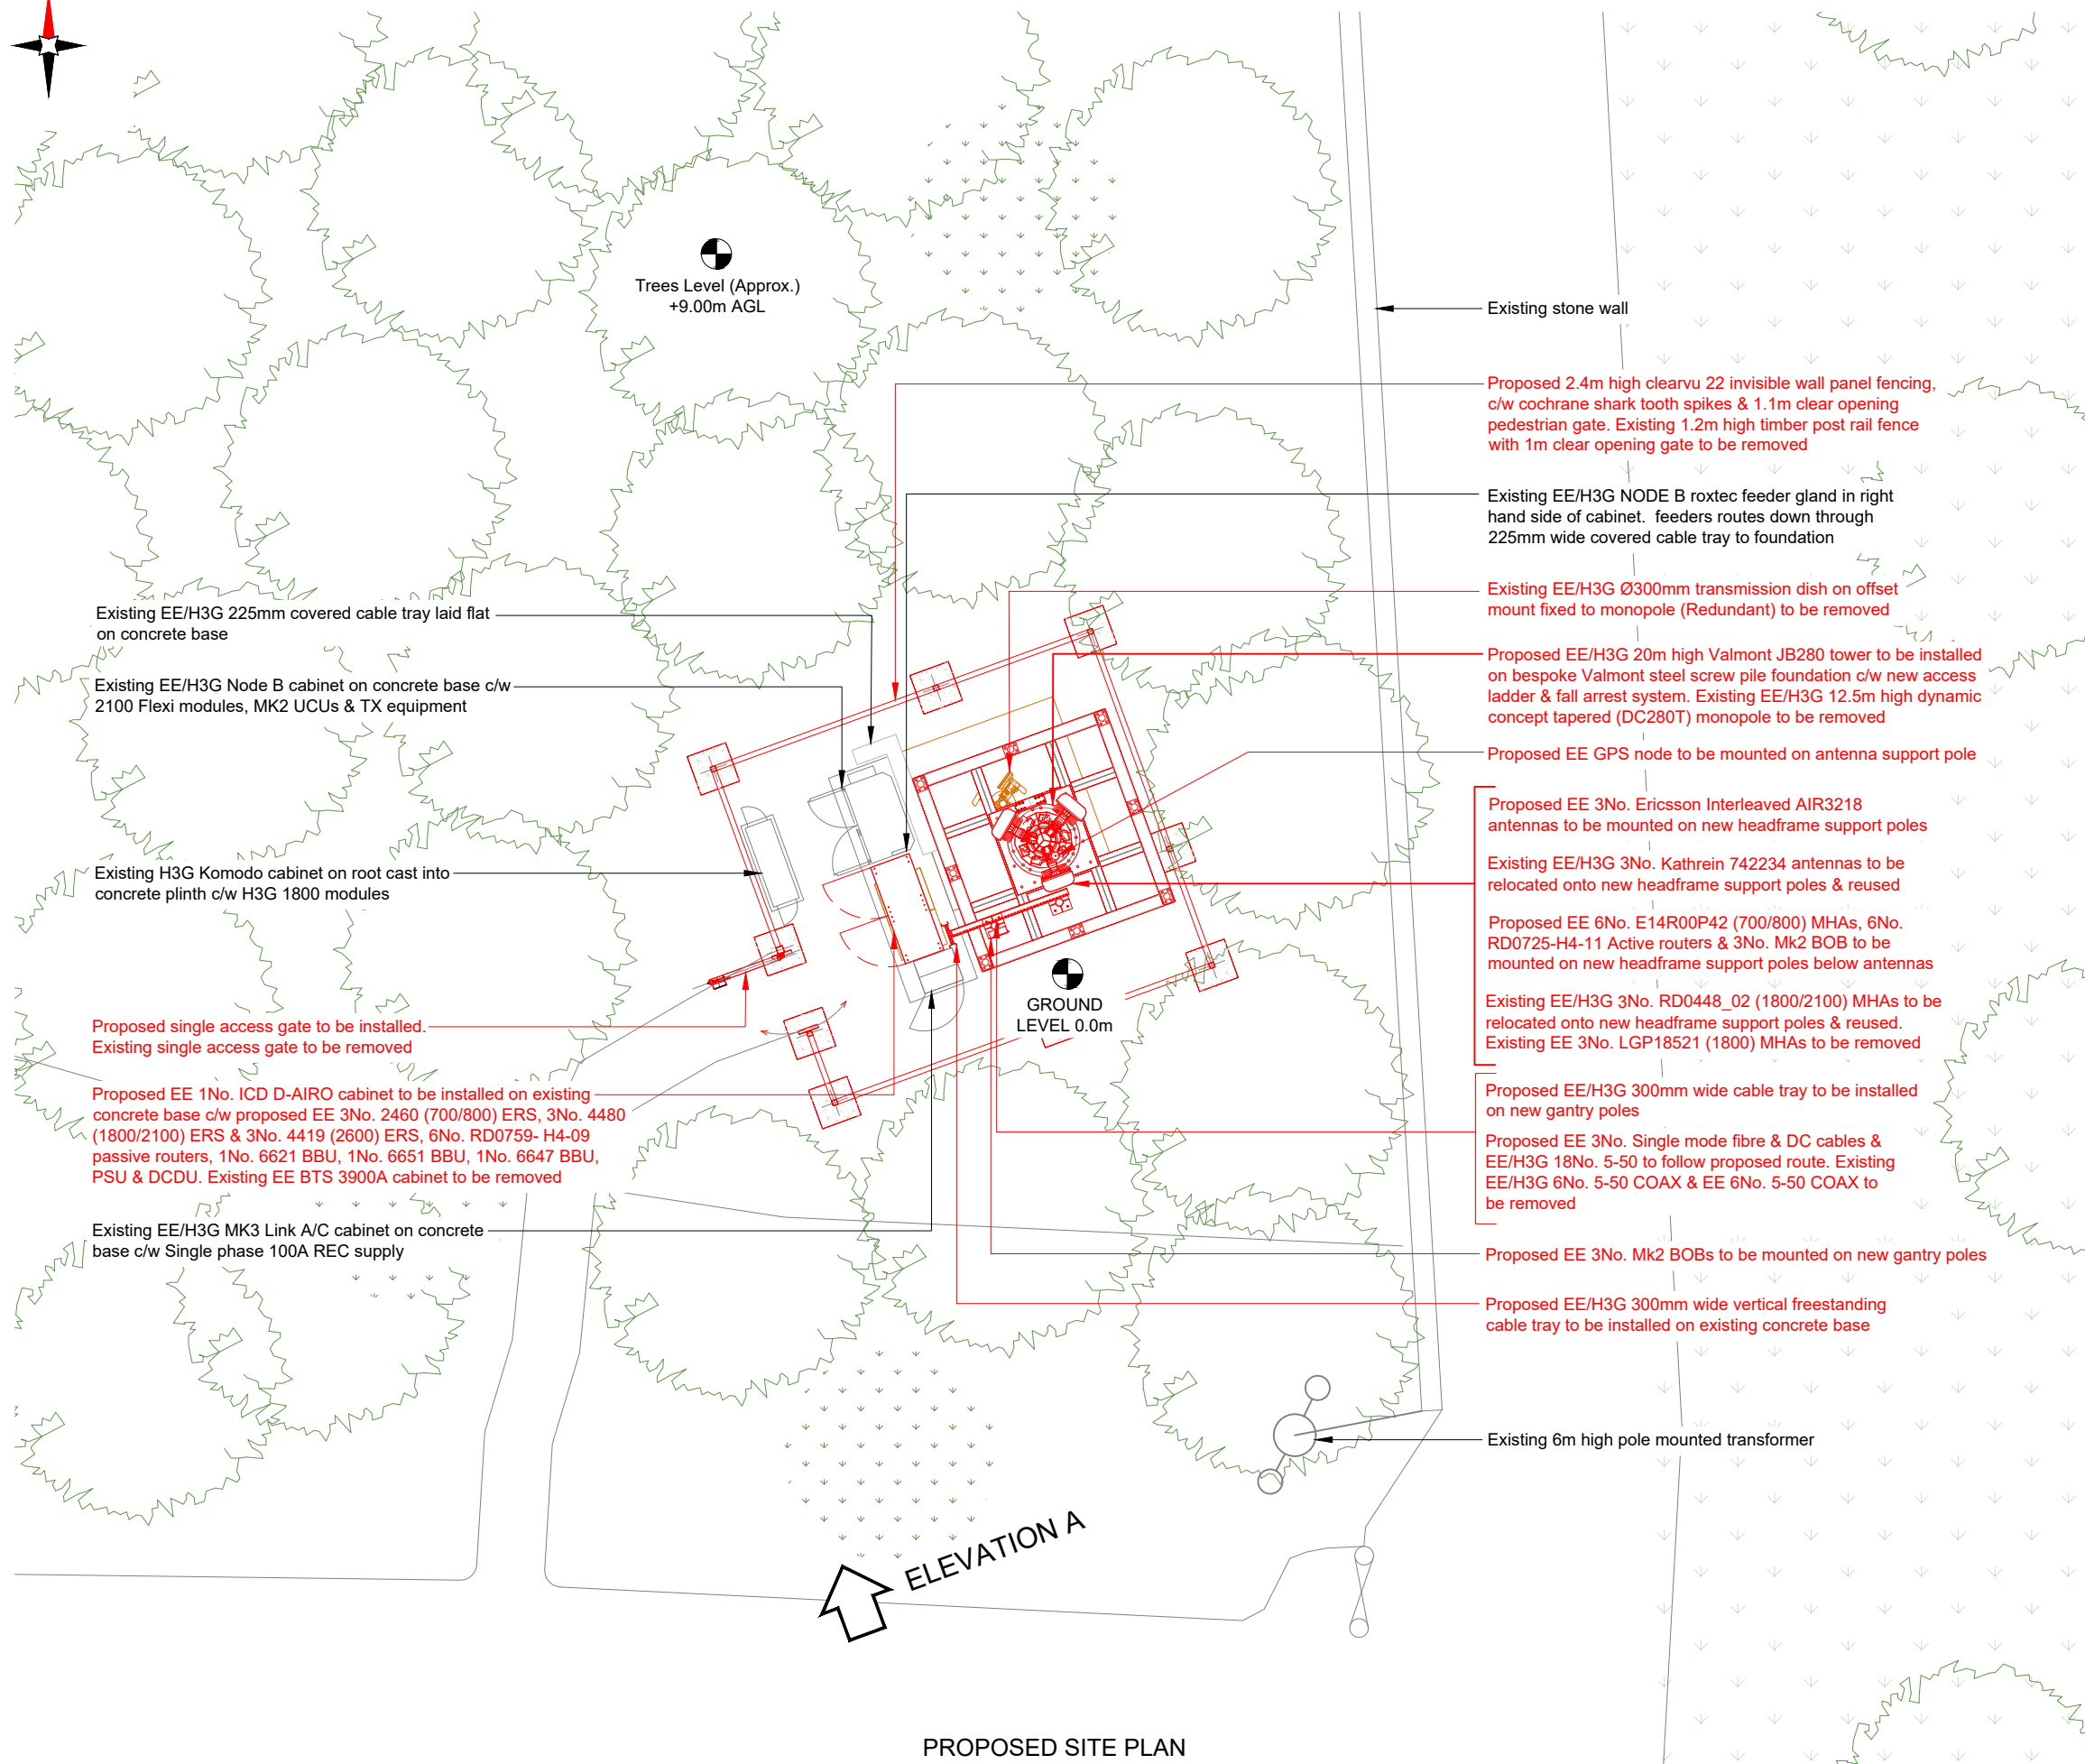 Trees Level (Approx.)
+9.00m AGL
Existing stone wall
Proposed 2.4m high clearvu 22 invisible wall panel fencing,
c/w cochrane shark tooth spikes & 1.1m clear opening
pedestrian gate. Existing 1.2m high timber post rail fence
with 1m clear opening gate to be removed
Existing EE/H3G NODE B roxtec feeder gland in right
hand side of cabinet. feeders routes down through
225mm wide covered cable tray to foundation
Existing EE/H3G Ø300mm transmission dish on offset
mount fixed to monopole (Redundant) to be removed
Proposed EE/H3G 20m high Valmont JB280 tower to be installed
on bespoke Valmont steel screw pile foundation c/w new access
ladder & fall arrest system. Existing EE/H3G 12.5m high dynamic
concept tapered (DC280T) monopole to be removed
Proposed EE GPS node to be mounted on antenna support pole
Proposed EE 3No. Ericsson Interleaved AIR3218
antennas to be mounted on new headframe support poles
Existing EE/H3G 3No. Kathrein 742234 antennas to be
relocated onto new headframe support poles & reused
Proposed EE 6No. E14R00P42 (700/800) MHAs, 6No.
RD0725-H4-11 Active routers & 3No. Mk2 BOB to be
mounted on new headframe support poles below antennas
Existing EE/H3G 3No. RD0448_02 (1800/2100) MHAs to be
relocated onto new headframe support poles & reused.
Existing EE 3No. LGP18521 (1800) MHAs to be removed
Proposed EE/H3G 300mm wide cable tray to be installed
on new gantry poles
Proposed EE 3No. Single mode fibre & DC cables &
EE/H3G 18No. 5-50 to follow proposed route. Existing
EE/H3G 6No. 5-50 COAX & EE 6No. 5-50 COAX to
be removed
Proposed EE 3No. Mk2 BOBs to be mounted on new gantry poles
Proposed EE/H3G 300mm wide vertical freestanding
cable tray to be installed on existing concrete base
Existing 6m high pole mounted transformer
Existing EE/H3G 225mm covered cable tray laid flat
on concrete base
Existing EE/H3G Node B cabinet on concrete base c/w
2100 Flexi modules, MK2 UCUs & TX equipment
Existing H3G Komodo cabinet on root cast into
concrete plinth c/w H3G 1800 modules
Proposed single access gate to be installed.
Existing single access gate to be removed
Proposed EE 1No. ICD D-AIRO cabinet to be installed on existing
concrete base c/w proposed EE 3No. 2460 (700/800) ERS, 3No. 4480
(1800/2100) ERS & 3No. 4419 (2600) ERS, 6No. RD0759- H4-09
passive routers, 1No. 6621 BBU, 1No. 6651 BBU, 1No. 6647 BBU,
PSU & DCDU. Existing EE BTS 3900A cabinet to be removed
Existing EE/H3G MK3 Link A/C cabinet on concrete
base c/w Single phase 100A REC supply
GROUND
LEVEL 0.0m
ELEVATION A
PROPOSED SITE PLAN